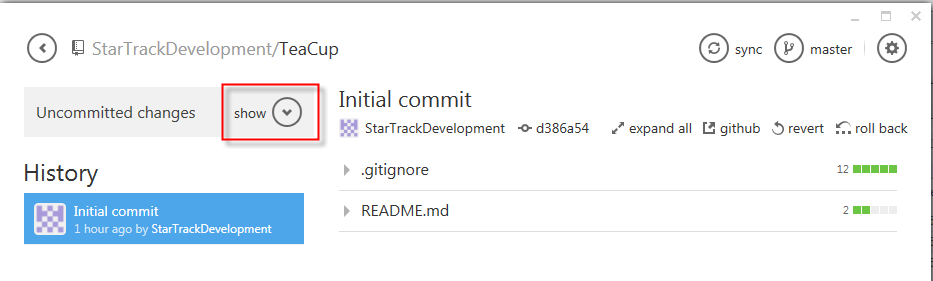 StarTrackDevelopment/TeaCup
sync
master
Uncommitted changes
show
History
Initial commit
1 hour ago by StarTrackDevelopment
Initial commit
StarTrackDevelopment d386a54 expand all github revert roll back
.gitignore 12
README.md 2